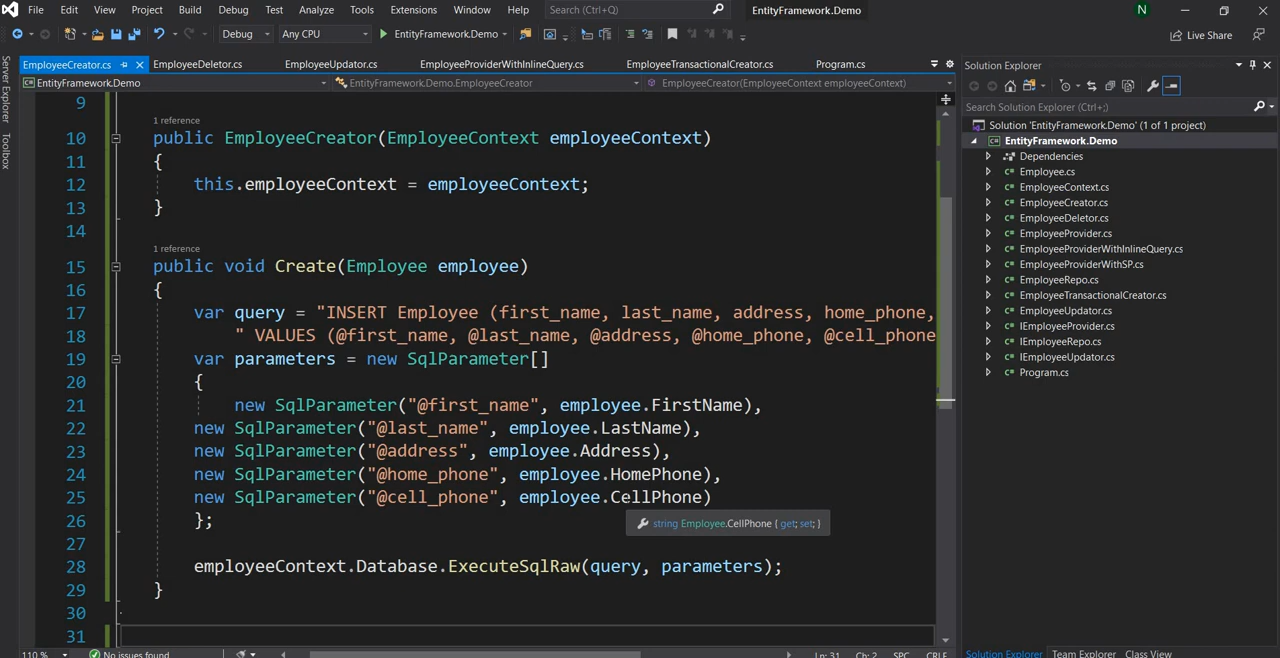 File Edit View Project Build Debug Test Analyze Tools Extensions Window Help Search (Ctrl+Q) EntityFramework.Demo N
Debug Any CPU EntityFramework.Demo Live Share
EmployeeCreator.cs EmployeeDeletor.cs EmployeeUpdator.cs EmployeeProviderWithInlineQuery.cs EmployeeTransactionalCreator.cs Program.cs
EntityFramework.Demo EntityFramework.Demo.EmployeeCreator EmployeeCreator(EmployeeContext employeeContext)
Server Explorer
Toolbox
9
1 reference
10 public EmployeeCreator(EmployeeContext employeeContext)
11 {
12 this.employeeContext = employeeContext;
13 }
14
1 reference
15 public void Create(Employee employee)
16 {
17 var query = "INSERT Employee (first_name, last_name, address, home_phone,
18 " VALUES (@first_name, @last_name, @address, @home_phone, @cell_phone
19 var parameters = new SqlParameter[]
20 {
21 new SqlParameter("@first_name", employee.FirstName),
22 new SqlParameter("@last_name", employee.LastName),
23 new SqlParameter("@address", employee.Address),
24 new SqlParameter("@home_phone", employee.HomePhone),
25 new SqlParameter("@cell_phone", employee.CellPhone)
string Employee.CellPhone { get; set; }
26 };
27
28 employeeContext.Database.ExecuteSqlRaw(query, parameters);
29 }
30
31
110 % No issues found Ln: 31 Ch: 2 SPC CRLF
Solution Explorer
Search Solution Explorer (Ctrl+;)
Solution 'EntityFramework.Demo' (1 of 1 project)
EntityFramework.Demo
Dependencies
C# Employee.cs
C# EmployeeContext.cs
C# EmployeeCreator.cs
C# EmployeeDeletor.cs
C# EmployeeProvider.cs
C# EmployeeProviderWithInlineQuery.cs
C# EmployeeProviderWithSP.cs
C# EmployeeRepo.cs
C# EmployeeTransactionalCreator.cs
C# EmployeeUpdator.cs
C# IEmployeeProvider.cs
C# IEmployeeRepo.cs
C# IEmployeeUpdator.cs
C# Program.cs
Solution Explorer Team Explorer Class View